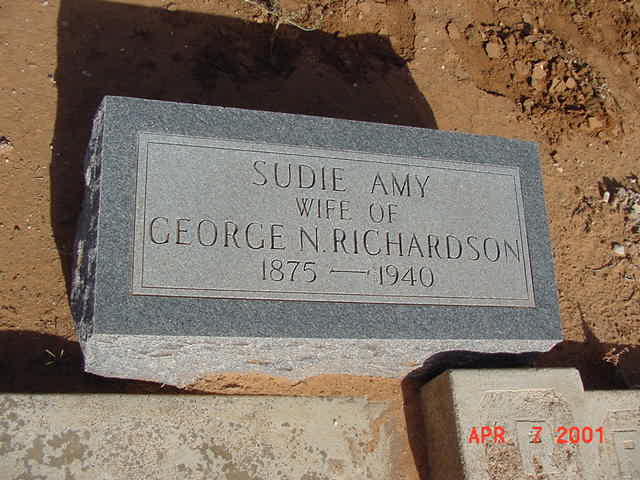 SUDIE AMY
WIFE OF
GEORGE N. RICHARDSON
1875 — 1940
APR 7 2001